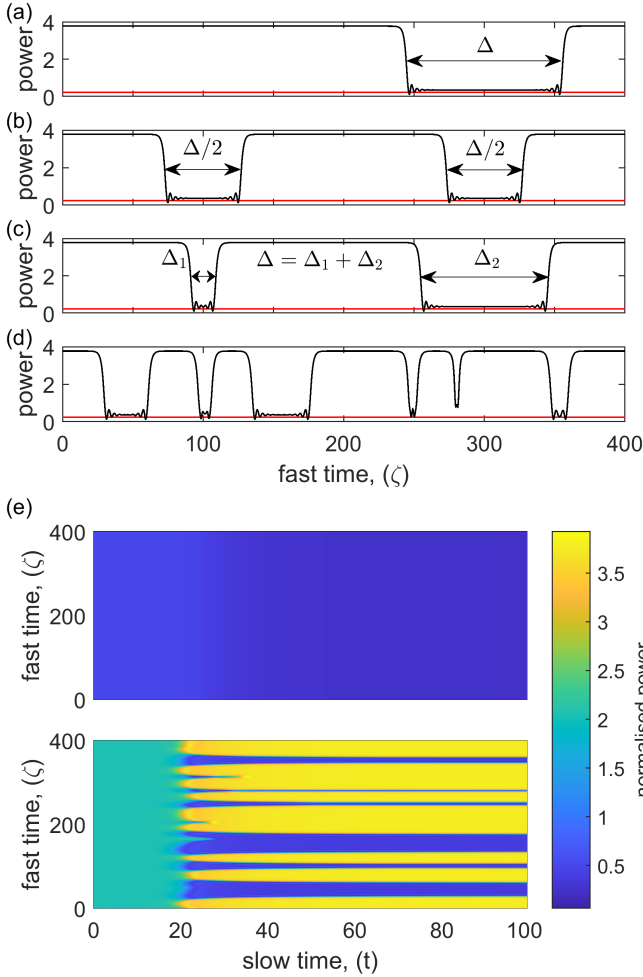 (a)
power
4
2
0
Δ
(b)
power
4
2
0
Δ/2
Δ/2
(c)
power
4
2
0
Δ₁
Δ = Δ₁ + Δ₂
Δ₂
(d)
power
4
2
0
0 100 200 300 400
fast time, (ζ)
(e)
fast time, (ζ)
400
200
0
fast time, (ζ)
400
200
0
0 20 40 60 80 100
slow time, (t)
3.5
3
2.5
2
1.5
1
0.5
normalised power